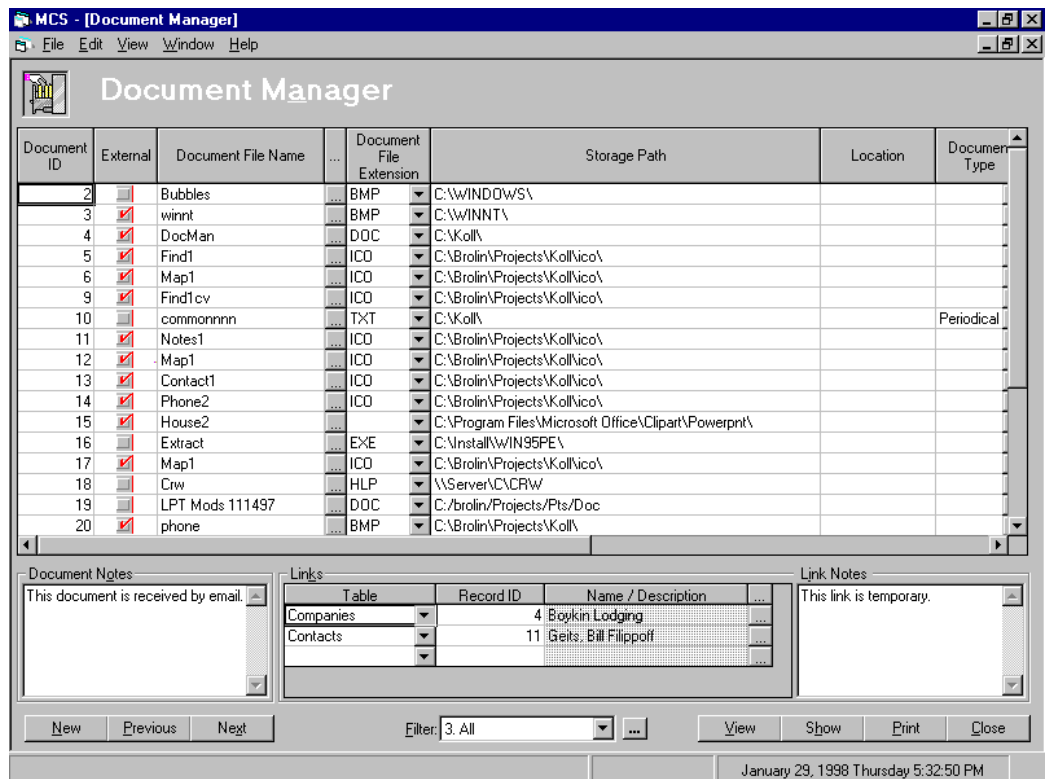 MCS - [Document Manager]
File Edit View Window Help
Document Manager
Document ID External Document File Name ... Document File Extension Storage Path Location Documen Type
2 Bubbles ... BMP C:\WINDOWS\
3 winnt ... BMP C:\WINNT\
4 DocMan ... DOC C:\Koll\
5 Find1 ... ICO C:\Brolin\Projects\Koll\ico\
6 Map1 ... ICO C:\Brolin\Projects\Koll\ico\
9 Find1cv ... ICO C:\Brolin\Projects\Koll\ico\
10 commonnnn ... TXT C:\Koll\ Periodical
11 Notes1 ... ICO C:\Brolin\Projects\Koll\ico\
12 Map1 ... ICO C:\Brolin\Projects\Koll\ico\
13 Contact1 ... ICO C:\Brolin\Projects\Koll\ico\
14 Phone2 ... ICO C:\Brolin\Projects\Koll\ico\
15 House2 ... C:\Program Files\Microsoft Office\Clipart\Powerpnt\
16 Extract ... EXE C:\Install\WIN95PE\
17 Map1 ... ICO C:\Brolin\Projects\Koll\ico\
18 Crw ... HLP \\Server\C\CRW
19 LPT Mods 111497 ... DOC C:/brolin/Projects/Pts/Doc
20 phone ... BMP C:\Brolin\Projects\Koll\
Document Notes
This document is received by email.
Links
Table Record ID Name / Description ...
Companies 4 Boykin Lodging ...
Contacts 11 Geits, Bill Filippoff ...
...
Link Notes
This link is temporary.
New Previous Next Filter: 3. All ... View Show Print Close
January 29, 1998 Thursday 5:32:50 PM